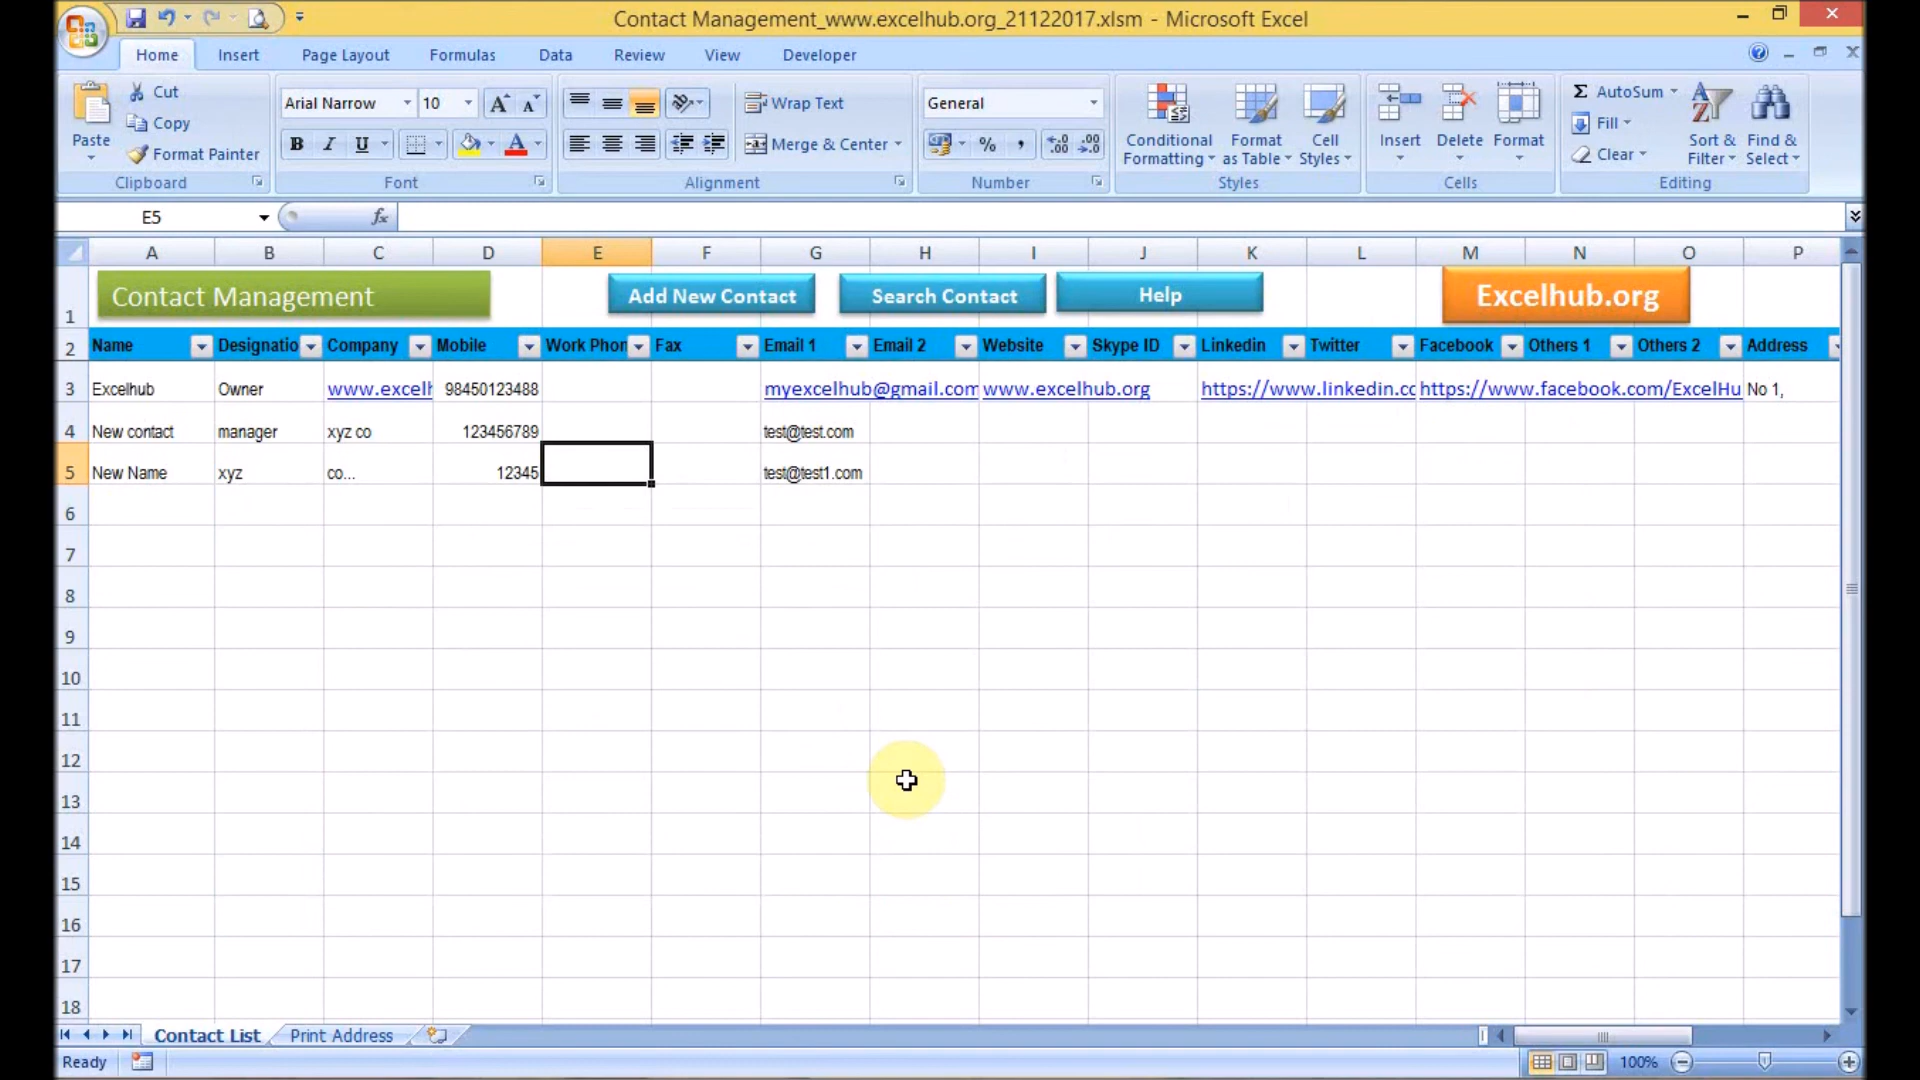 Contact Management_www.excelhub.org_21122017.xlsm - Microsoft Excel
Home Insert Page Layout Formulas Data Review View Developer
Paste
Cut
Copy
Format Painter
Arial Narrow 10
B I U
Wrap Text
Merge & Center
General
%
Conditional Formatting
Format as Table
Cell Styles
Insert Delete Format
Σ AutoSum
Fill
Clear
Sort & Filter
Find & Select
Clipboard Font Alignment Number Styles Cells Editing
E5 fx
A B C D E F G H I J K L M N O P
Contact Management Add New Contact Search Contact Help Excelhub.org
1
2 Name Designatio Company Mobile Work Phon Fax Email 1 Email 2 Website Skype ID Linkedin Twitter Facebook Others 1 Others 2 Address
3 Excelhub Owner www.excelh 98450123488 myexcelhub@gmail.com www.excelhub.org https://www.linkedin.co https://www.facebook.com/ExcelHu No 1,
4 New contact manager xyz co 123456789 test@test.com
5 New Name xyz co... 12345 test@test1.com
6
7
8
9
10
11
12
13
14
15
16
17
18
Contact List Print Address
Ready 100%